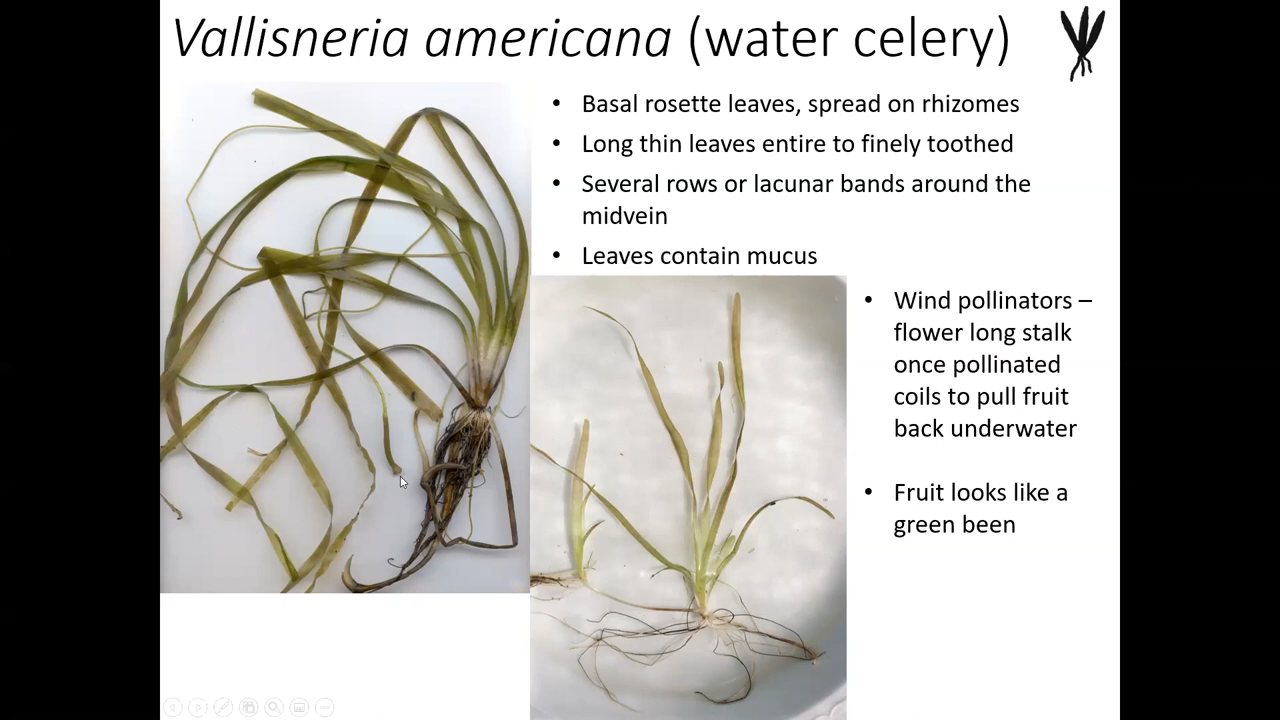 Vallisneria americana (water celery)
• Basal rosette leaves, spread on rhizomes
• Long thin leaves entire to finely toothed
• Several rows or lacunar bands around the
midvein
• Leaves contain mucus
• Wind pollinators –
flower long stalk
once pollinated
coils to pull fruit
back underwater
• Fruit looks like a
green been